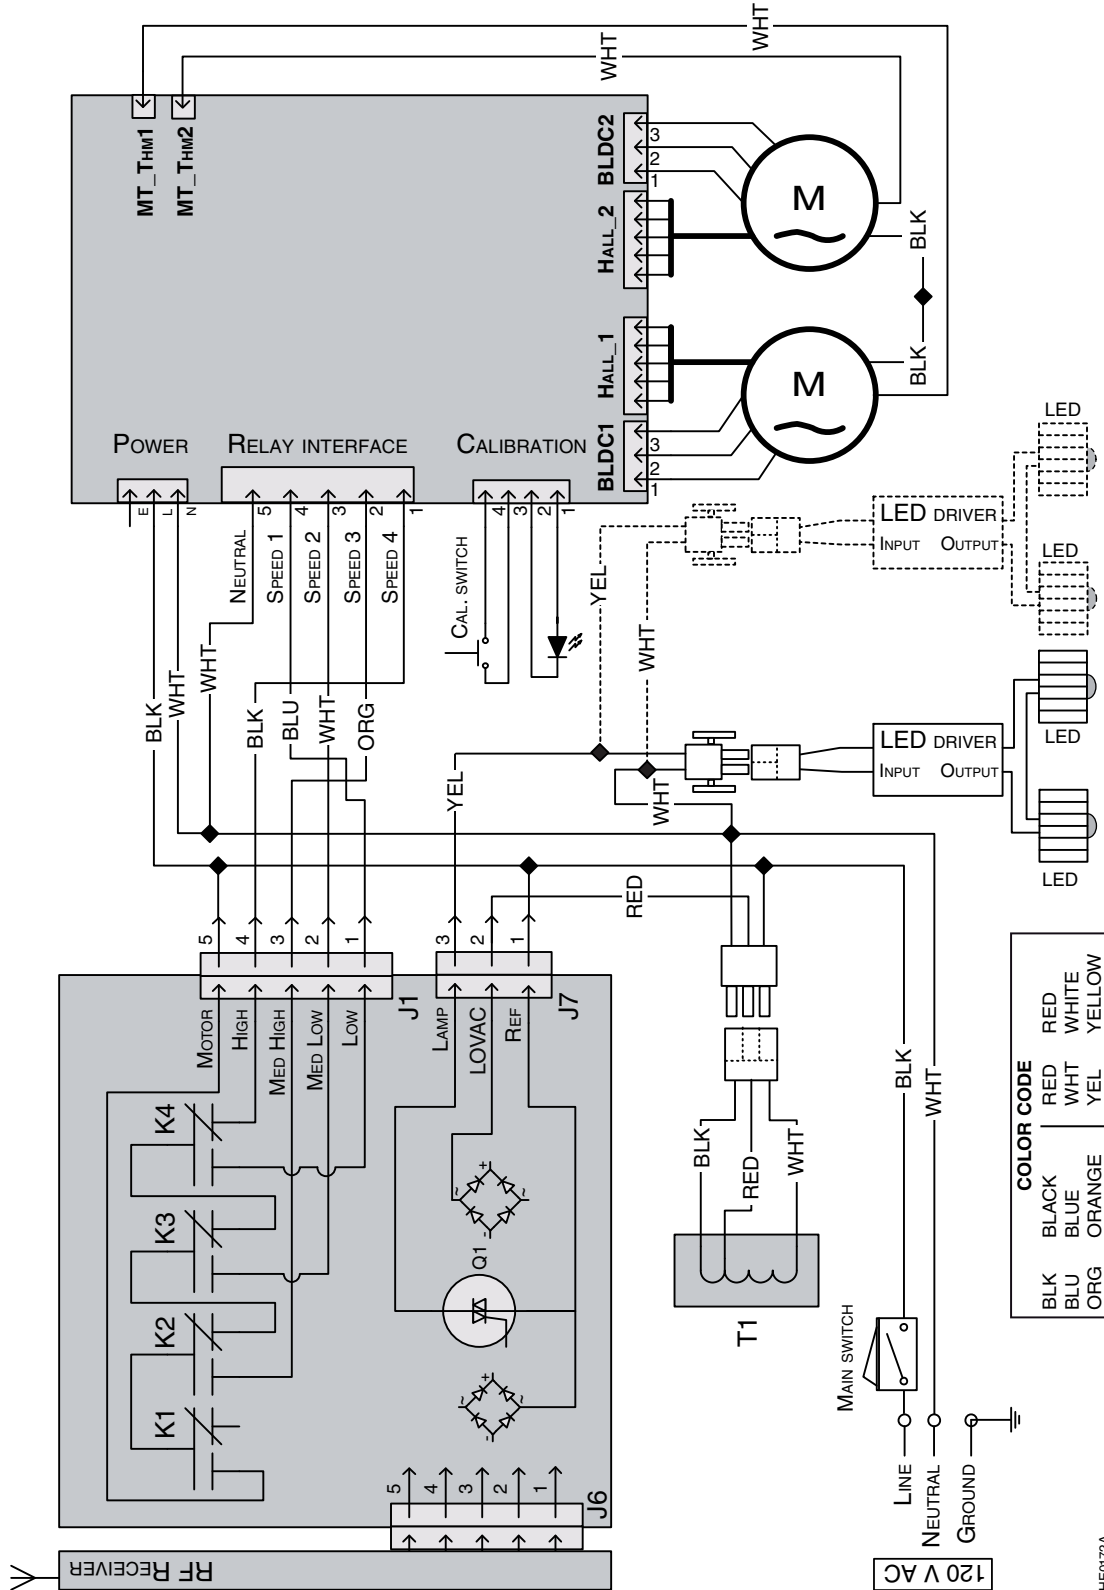 WHT
WHT
MT_THM1
MT_THM2
POWER
RELAY INTERFACE
CALIBRATION
BLDC1
HALL_1
HALL_2
BLDC2
1
2
3
1
2
3
E
L
N
5
4
3
2
1
4
3
2
1
M
M
BLK
BLK
NEUTRAL
SPEED 1
SPEED 2
SPEED 3
SPEED 4
CAL. SWITCH
BLK
WHT
WHT
BLK
BLU
WHT
ORG
YEL
WHT
YEL
WHT
LED DRIVER
INPUT
OUTPUT
LED
LED
LED DRIVER
INPUT
OUTPUT
LED
LED
RED
5
4
3
2
1
J1
3
2
1
J7
MOTOR
HIGH
MED HIGH
MED LOW
LOW
LAMP
LOVAC
REF
K1
K2
K3
K4
~
+
-
~
Q1
~
+
-
~
BLK
RED
WHT
T1
BLK
WHT
MAIN SWITCH
LINE
NEUTRAL
GROUND
120 V AC
5
4
3
2
1
J6
RF RECEIVER
COLOR CODE
BLK BLACK RED RED
BLU BLUE WHT WHITE
ORG ORANGE YEL YELLOW